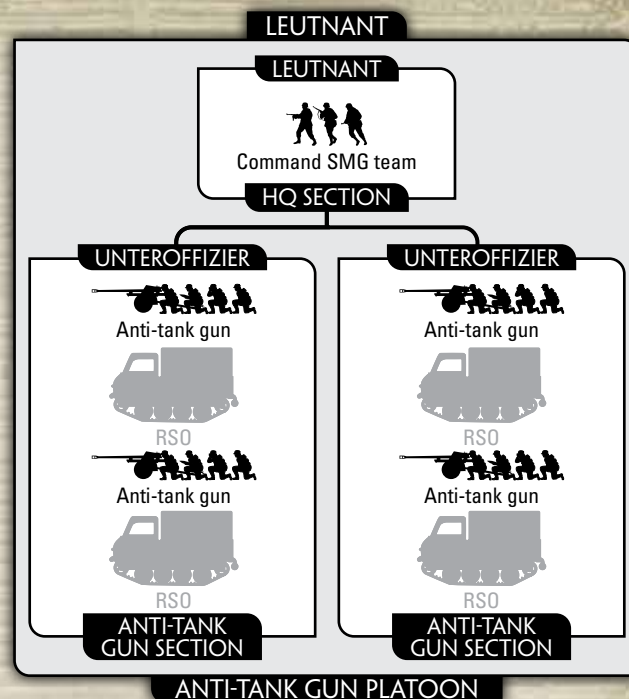 LEUTNANT
LEUTNANT
Command SMG team
HQ SECTION
UNTEROFFIZIER
Anti-tank gun
RSO
Anti-tank gun
RSO
ANTI-TANK
GUN SECTION
UNTEROFFIZIER
Anti-tank gun
RSO
Anti-tank gun
RSO
ANTI-TANK
GUN SECTION
ANTI-TANK GUN PLATOON